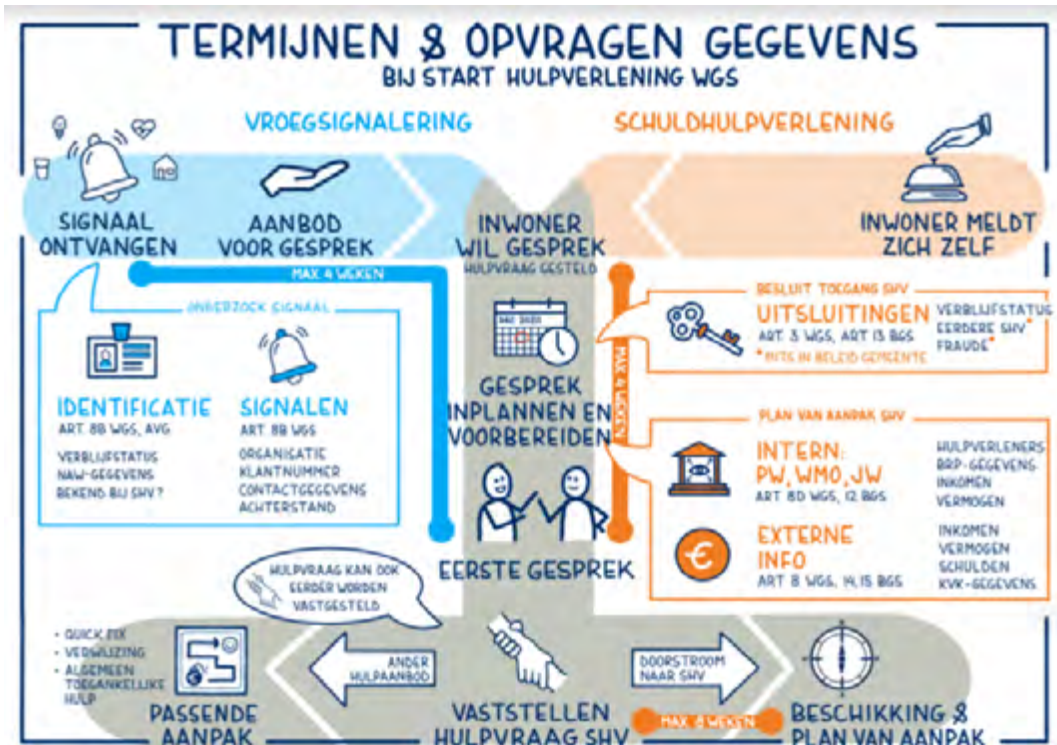 TERMIJNEN & OPVRAGEN GEGEVENS
BIJ START HULPVERLENING WGS
VROEGSIGNALERING
SCHULDHULPVERLENING
SIGNAAL
ONTVANGEN
AANBOD
VOOR GESPREK
INWONER
WIL GESPREK
HULPVRAAG GESTELD
INWONER MELDT
ZICH ZELF
MAX 4 WEKEN
ONDERZOEK SIGNAAL
IDENTIFICATIE
ART 8B WGS, AVG
VERBLIJFSTATUS
NAW-GEGEVENS
BEKEND BIJ SHV?
SIGNALEN
ART 8B WGS
ORGANISATIE
KLANTNUMMER
CONTACTGEGEVENS
ACHTERSTAND
GESPREK
INPLANNEN EN
VOORBEREIDEN
MAX 4 WEKEN
EERSTE GESPREK
BESLUIT TOEGANG SHV
UITSLUITINGEN
ART 3 WGS, ART 13 BGS
*MITS IN BELEID GEMEENTE
VERBLIJFSTATUS
EERDERE SHV*
FRAUDE*
PLAN VAN AANPAK SHV
INTERN:
PW, WMO, JW
ART 8D WGS, 12 BGS
HULPVERLENERS
BRP-GEGEVENS
INKOMEN
VERMOGEN
EXTERNE
INFO
ART 8 WGS, 14,15 BGS
INKOMEN
VERMOGEN
SCHULDEN
KVK-GEGEVENS
HULPVRAAG KAN OOK
EERDER WORDEN
VASTGESTELD
• QUICK FIX
• VERWIJZING
• ALGEMEEN
TOEGANKELIJKE
HULP
PASSENDE
AANPAK
ANDER
HULPAANBOD
VASTSTELLEN
HULPVRAAG SHV
DOORSTROOM
NAAR SHV
MAX. WEKEN
BESCHIKKING &
PLAN VAN AANPAK